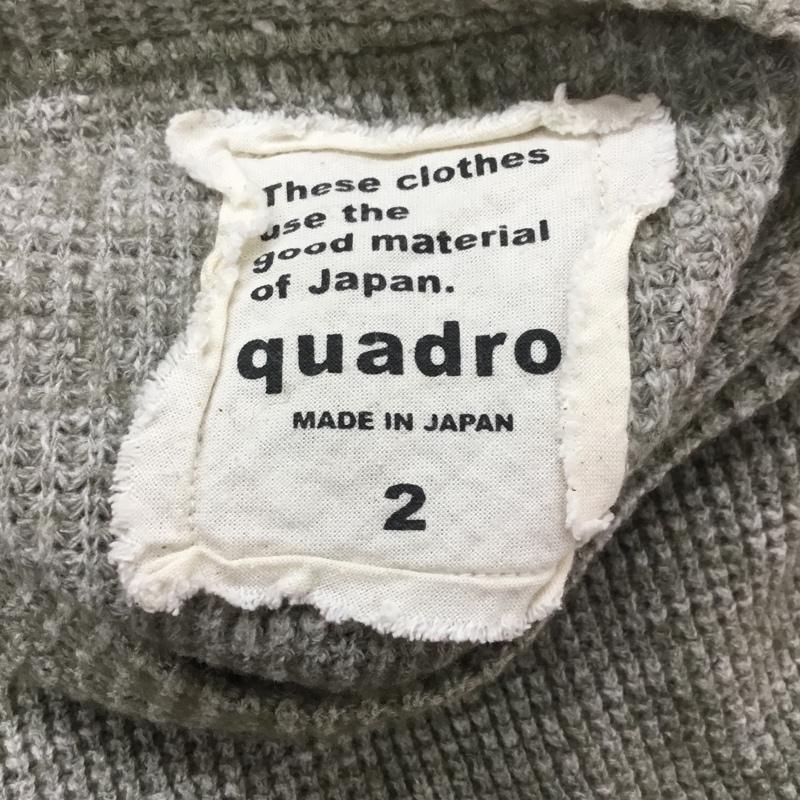 These clothes
use the
good material
of Japan.
quadro
MADE IN JAPAN
2